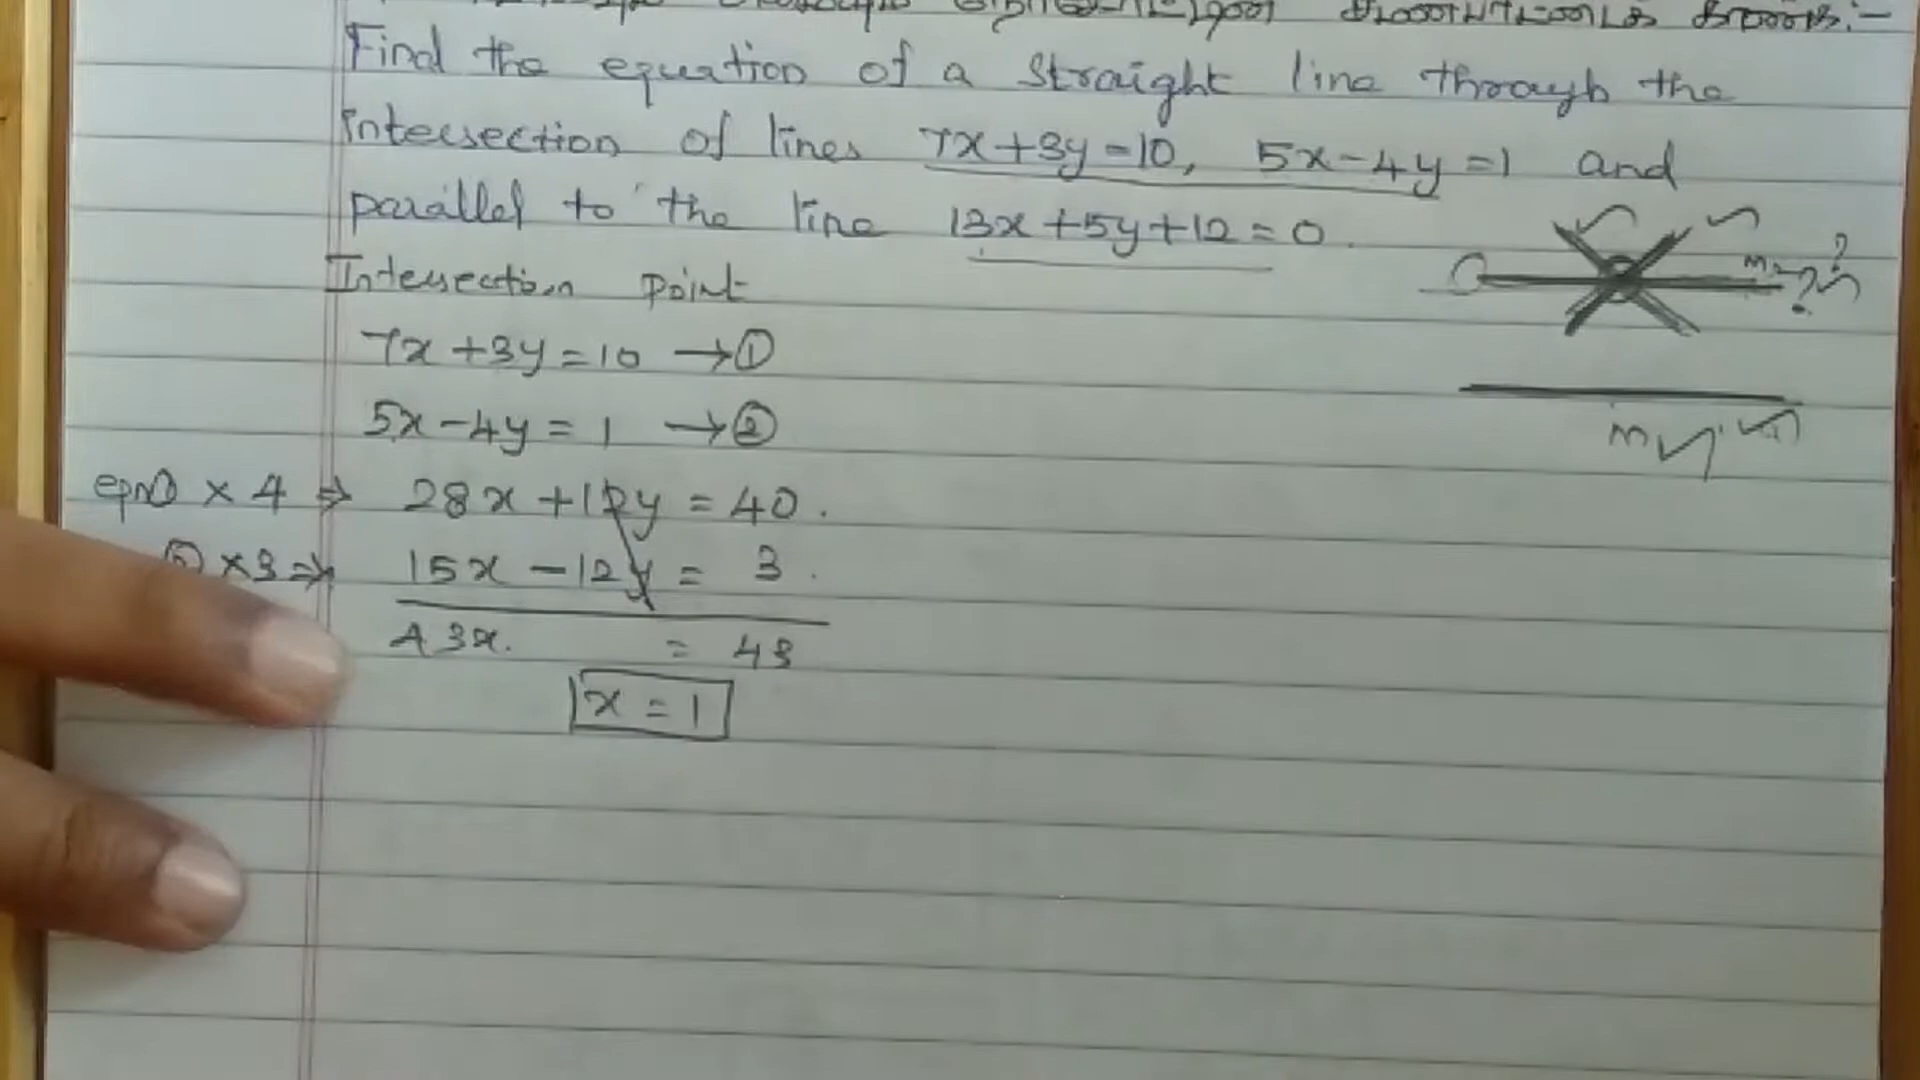 Find the equation of a straight line through the
intersection of lines 7x+3y=10, 5x-4y=1 and
parallel to the line 13x+5y+12=0.
Intersection point
7x+3y=10 →①
5x-4y=1 →②
eqn① × 4 ⇒ 28x+12y=40.
② ×3 ⇒ 15x-12y= 3.
43x. = 43
x = 1
m=??
m